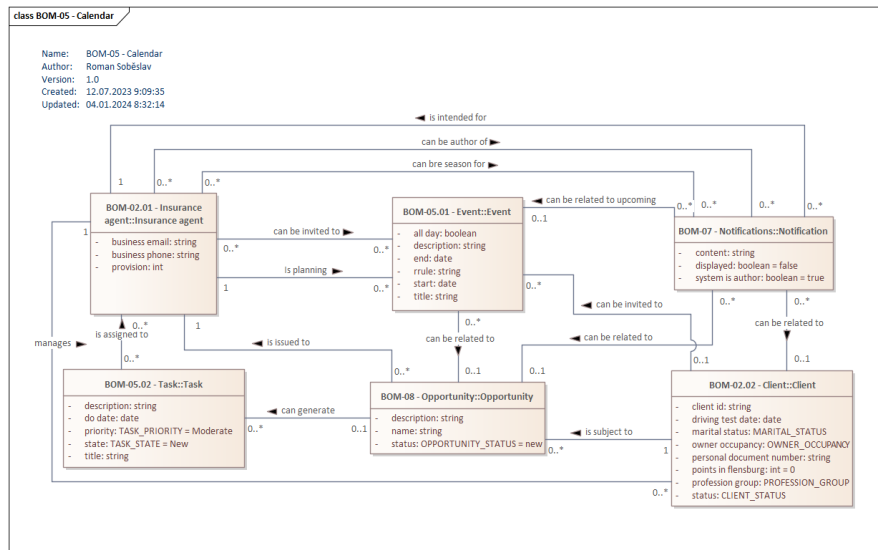 class BOM-05 - Calendar
Name: BOM-05 - Calendar
Author: Roman Soběslav
Version: 1.0
Created: 12.07.2023 9:09:35
Updated: 04.01.2024 8:32:14
is intended for
can be author of
can bre season for
1
0..*
0..*
0..*
0..*
0..*
BOM-02.01 - Insurance
agent::Insurance agent
- business email: string
- business phone: string
- provision: int
BOM-05.01 - Event::Event
- all day: boolean
- description: string
- end: date
- rrule: string
- start: date
- title: string
can be related to upcoming
0..1
BOM-07 - Notifications::Notification
- content: string
- displayed: boolean = false
- system is author: boolean = true
1
can be invited to
0..*
0..*
Is planning
1
0..*
0..*
can be invited to
0..1
0..*
is assigned to
0..*
manages
1
is issued to
0..*
0..*
can be related to
0..1
0..*
can be related to
0..1
0..*
can be related to
0..1
BOM-05.02 - Task::Task
- description: string
- do date: date
- priority: TASK_PRIORITY = Moderate
- state: TASK_STATE = New
- title: string
can generate
0..*
0..1
BOM-08 - Opportunity::Opportunity
- description: string
- name: string
- status: OPPORTUNITY_STATUS = new
is subject to
0..*
1
BOM-02.02 - Client::Client
- client id: string
- driving test date: date
- marital status: MARITAL_STATUS
- owner occupancy: OWNER_OCCUPANCY
- personal document number: string
- points in flensburg: int = 0
- profession group: PROFESSION_GROUP
- status: CLIENT_STATUS
0..*